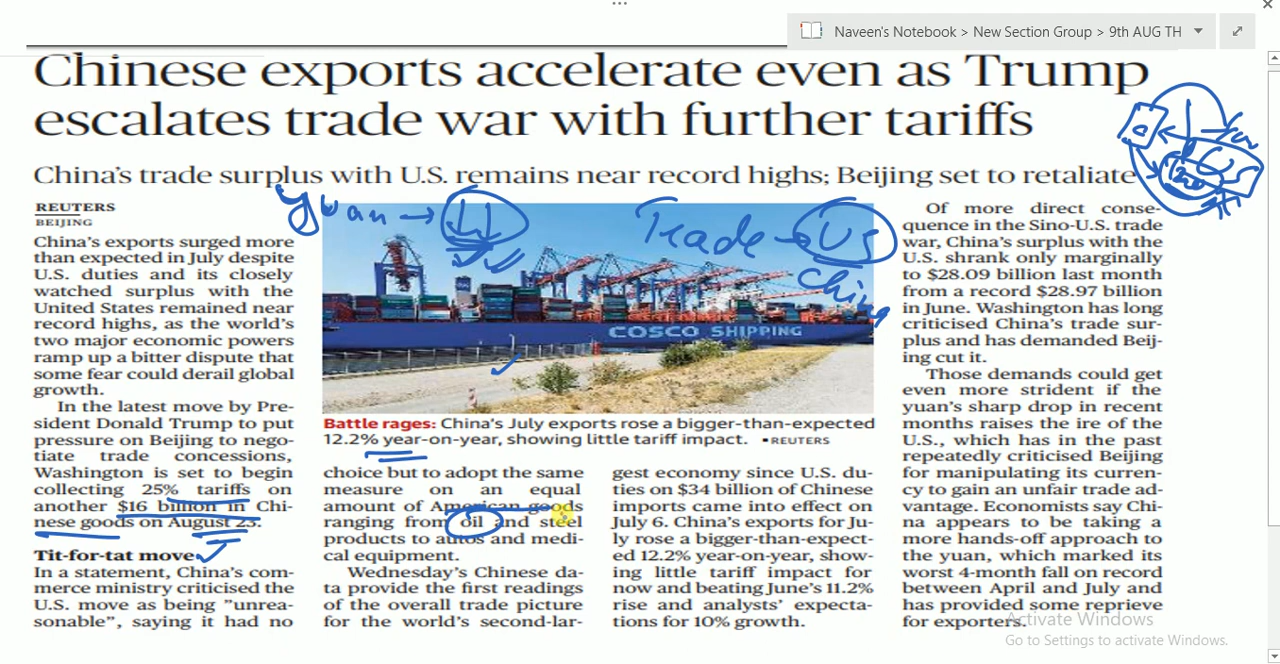 Naveen's Notebook > New Section Group > 9th AUG TH
Chinese exports accelerate even as Trump
escalates trade war with further tariffs
China's trade surplus with U.S. remains near record highs; Beijing set to retaliate
REUTERS
BEIJING
China's exports surged more
than expected in July despite
U.S. duties and its closely
watched surplus with the
United States remained near
record highs, as the world's
two major economic powers
ramp up a bitter dispute that
some fear could derail global
growth.
In the latest move by Pre-
sident Donald Trump to put
pressure on Beijing to nego-
tiate trade concessions,
Washington is set to begin
collecting 25% tariffs on
another $16 billion in Chi-
nese goods on August 23.
Tit-for-tat move
In a statement, China's com-
merce ministry criticised the
U.S. move as being "unrea-
sonable", saying it had no
Yuan
Trade
US
China
COSCO SHIPPING
Battle rages: China's July exports rose a bigger-than-expected
12.2% year-on-year, showing little tariff impact. •REUTERS
choice but to adopt the same
measure on an equal
amount of American goods
ranging from oil and steel
products to autos and medi-
cal equipment.
Wednesday's Chinese da-
ta provide the first readings
of the overall trade picture
for the world's second-lar-
gest economy since U.S. du-
ties on $34 billion of Chinese
imports came into effect on
July 6. China's exports for Ju-
ly rose a bigger-than-expect-
ed 12.2% year-on-year, show-
ing little tariff impact for
now and beating June's 11.2%
rise and analysts' expecta-
tions for 10% growth.
Of more direct conse-
quence in the Sino-U.S. trade
war, China's surplus with the
U.S. shrank only marginally
to $28.09 billion last month
from a record $28.97 billion
in June. Washington has long
criticised China's trade sur-
plus and has demanded Beij-
ing cut it.
Those demands could get
even more strident if the
yuan's sharp drop in recent
months raises the ire of the
U.S., which has in the past
repeatedly criticised Beijing
for manipulating its curren-
cy to gain an unfair trade ad-
vantage. Economists say Chi-
na appears to be taking a
more hands-off approach to
the yuan, which marked its
worst 4-month fall on record
between April and July and
has provided some reprieve
for exporters.
Activate Windows
Go to Settings to activate Windows.